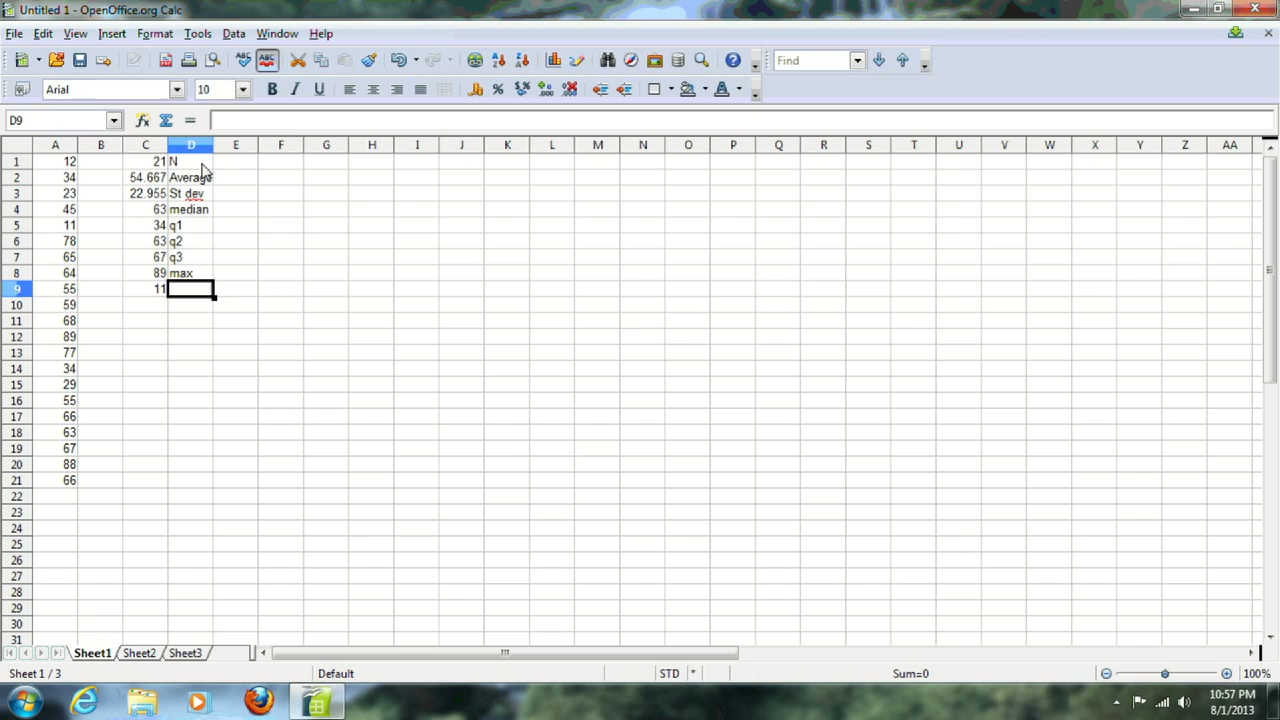 Untitled 1 - OpenOffice.org Calc
File Edit View Insert Format Tools Data Window Help
ABC ABC Find
Arial 10 B I U
D9
A B C D E F G H I J K L M N O P Q R S T U V W X Y Z AA
1 12 21 N
2 34 54.667 Average
3 23 22.955 St dev
4 45 63 median
5 11 34 q1
6 78 63 q2
7 65 67 q3
8 64 89 max
9 55 11
10 59
11 68
12 89
13 77
14 34
15 29
16 55
17 66
18 63
19 67
20 88
21 66
22
23
24
25
26
27
28
29
30
31
Sheet1 Sheet2 Sheet3
Sheet 1 / 3 Default STD * Sum=0 100%
10:57 PM
8/1/2013